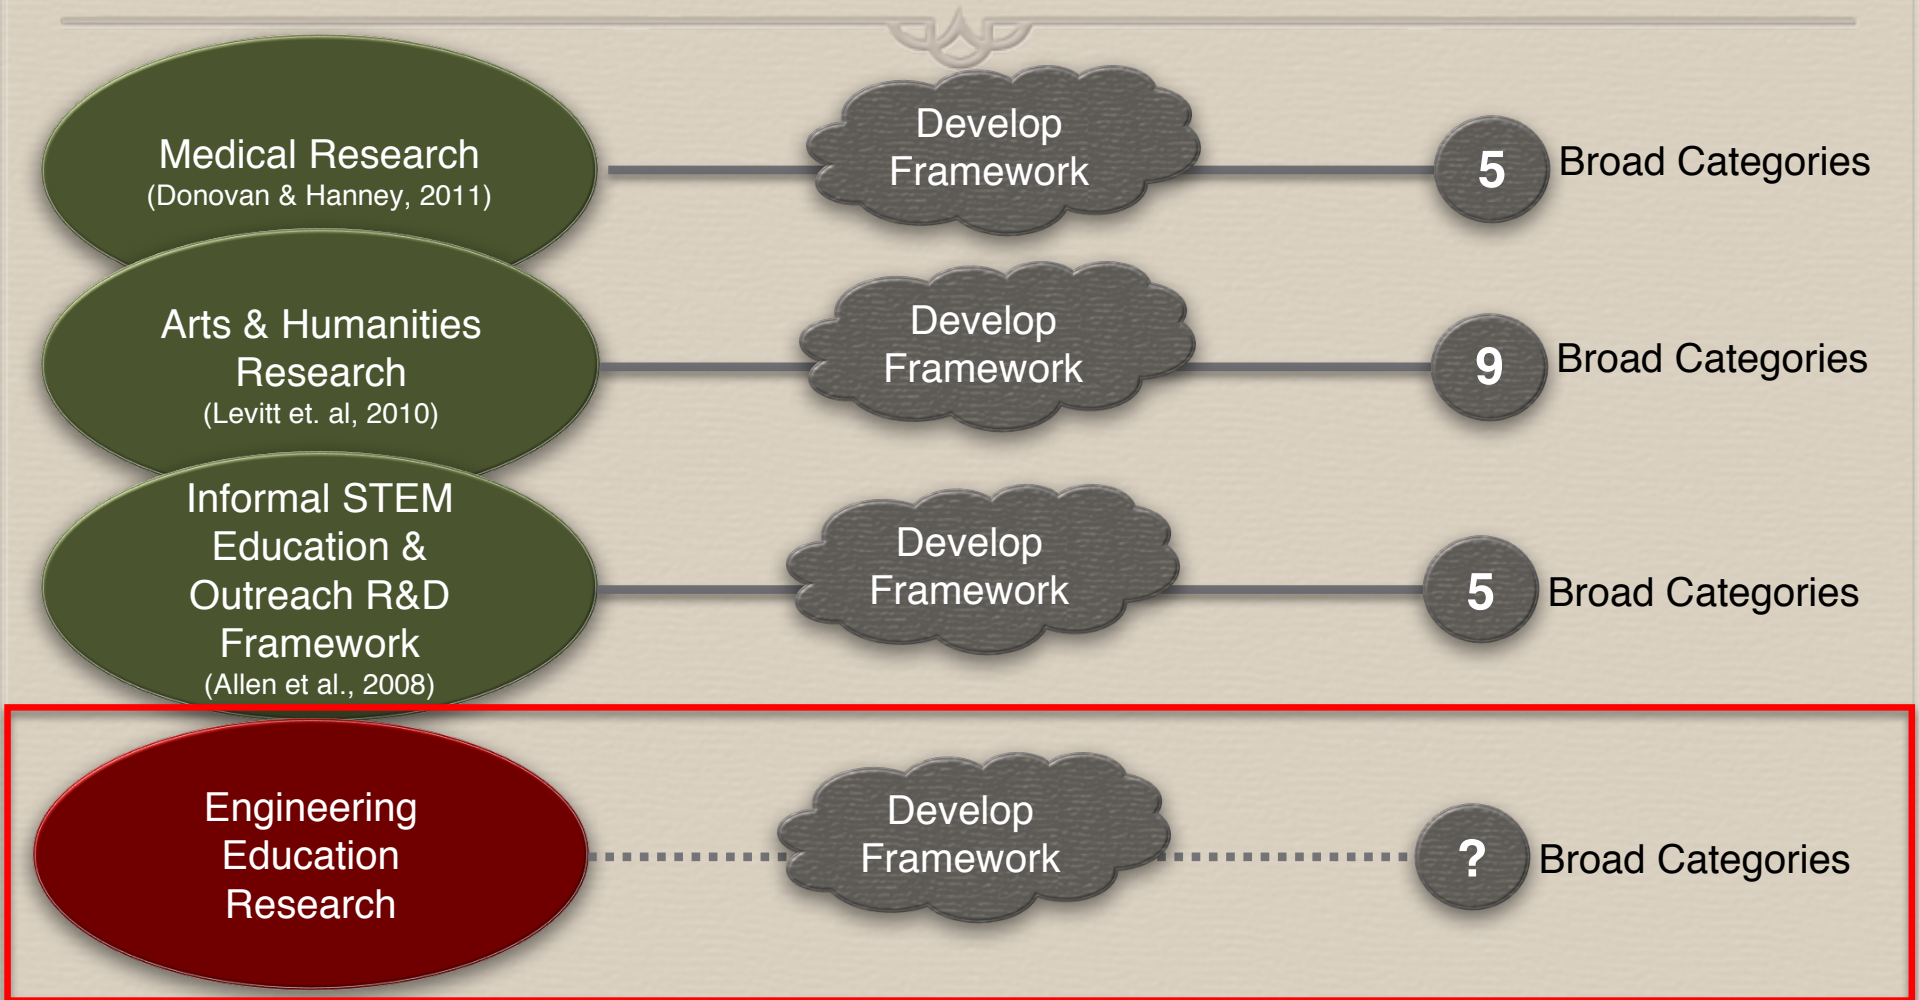 Medical Research
(Donovan & Hanney, 2011)
Develop
Framework
5
Broad Categories
Arts & Humanities
Research
(Levitt et. al, 2010)
Develop
Framework
9
Broad Categories
Informal STEM
Education &
Outreach R&D
Framework
(Allen et al., 2008)
Develop
Framework
5
Broad Categories
Engineering
Education
Research
Develop
Framework
?
Broad Categories